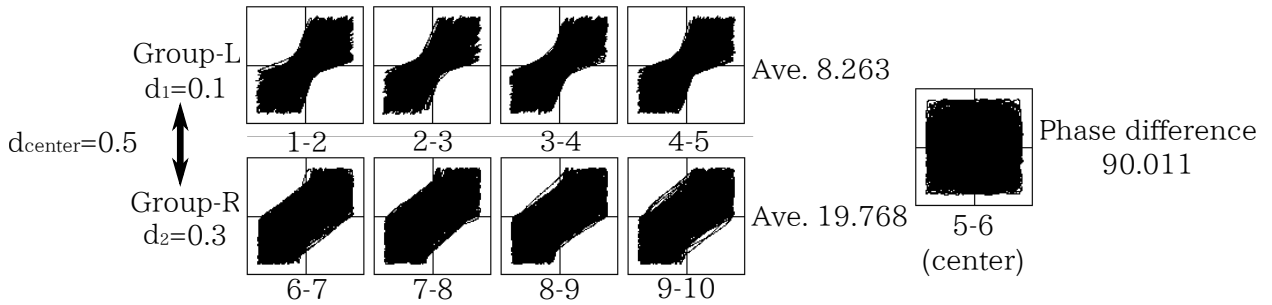 Group-L
d1=0.1
dcenter=0.5
Group-R
d2=0.3
1-2
2-3
3-4
4-5
Ave. 8.263
6-7
7-8
8-9
9-10
Ave. 19.768
5-6
(center)
Phase difference
90.011